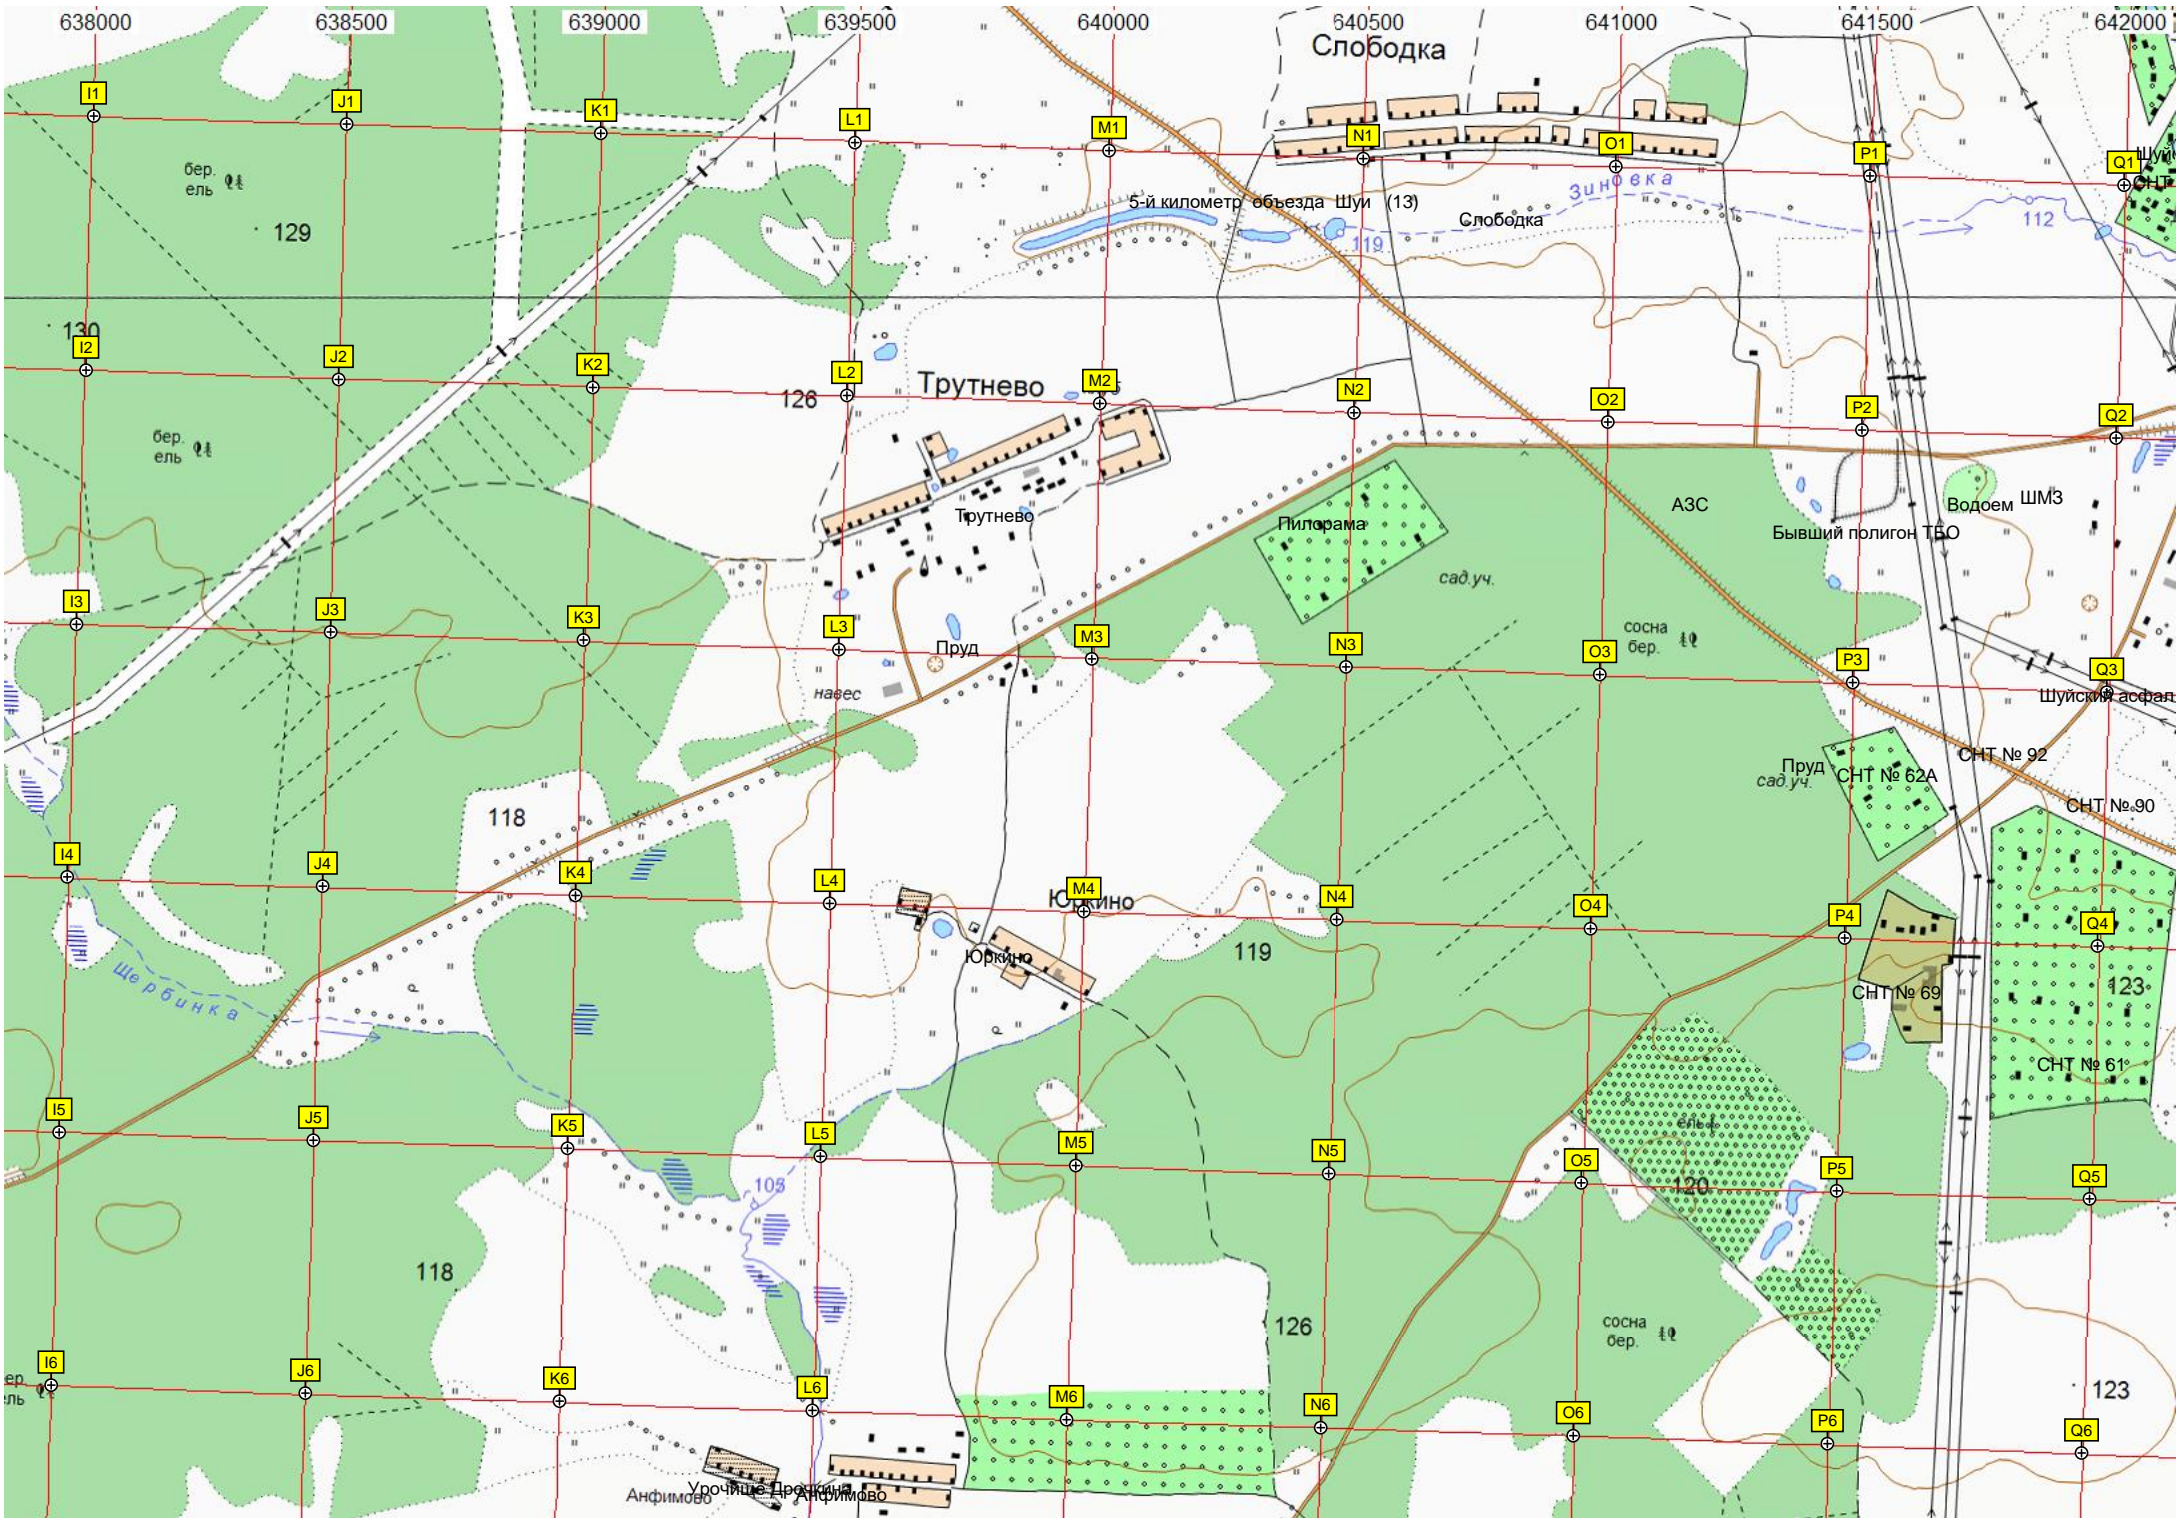 638000 638500 639000 639500 640000 640500 641000 641500 642000
Слободка
I1 J1 K1 L1 M1 N1 O1 P1 Q1
бер.
ель
129
Зиновка
СНТ
5-й километр объезда Шуи (13)
Слободка
119
112
130
I2 J2 K2 L2 M2 N2 O2 P2 Q2
126
Трутнево
бер.
ель
Трутнево
Пилорама
АЗС
Водоем
ШМЗ
Бывший полигон ТБО
сад.уч.
I3 J3 K3 L3 M3 N3 O3 P3 Q3
сосна
бер.
Пруд
навес
Шуйский асфал
СНТ № 92
Пруд
СНТ № 62А
сад.уч.
СНТ № 90
118
I4 J4 K4 L4 M4 N4 O4 P4 Q4
Юркино
119
Юркино
Щербинка
123
СНТ № 69
СНТ № 61
I5 J5 K5 L5 M5 N5 O5 P5 Q5
ель
105
120
118
126
сосна
бер.
I6 J6 K6 L6 M6 N6 O6 P6 Q6
123
Урочище Дрочкина
Анфимово
Анфимово